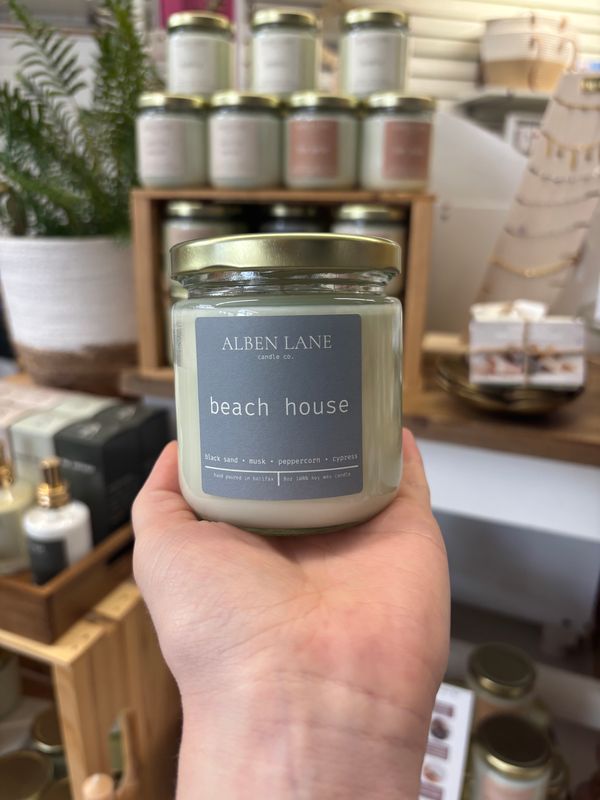 ALBEN LANE
candle co.
beach house
black sand • musk • peppercorn • cypress
hand poured in halifax | 8oz 100% soy wax candle